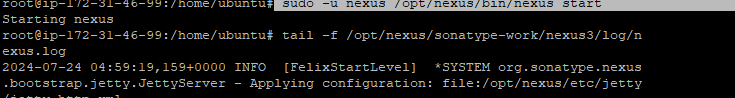 root@ip-172-31-46-99:/home/ubuntu# sudo -u nexus /opt/nexus/bin/nexus start
Starting nexus
root@ip-172-31-46-99:/home/ubuntu# tail -f /opt/nexus/sonatype-work/nexus3/log/n
exus.log
2024-07-24 04:59:19,159+0000 INFO  [FelixStartLevel]  *SYSTEM org.sonatype.nexus
.bootstrap.jetty.JettyServer - Applying configuration: file:/opt/nexus/etc/jetty
/jetty-http.xml